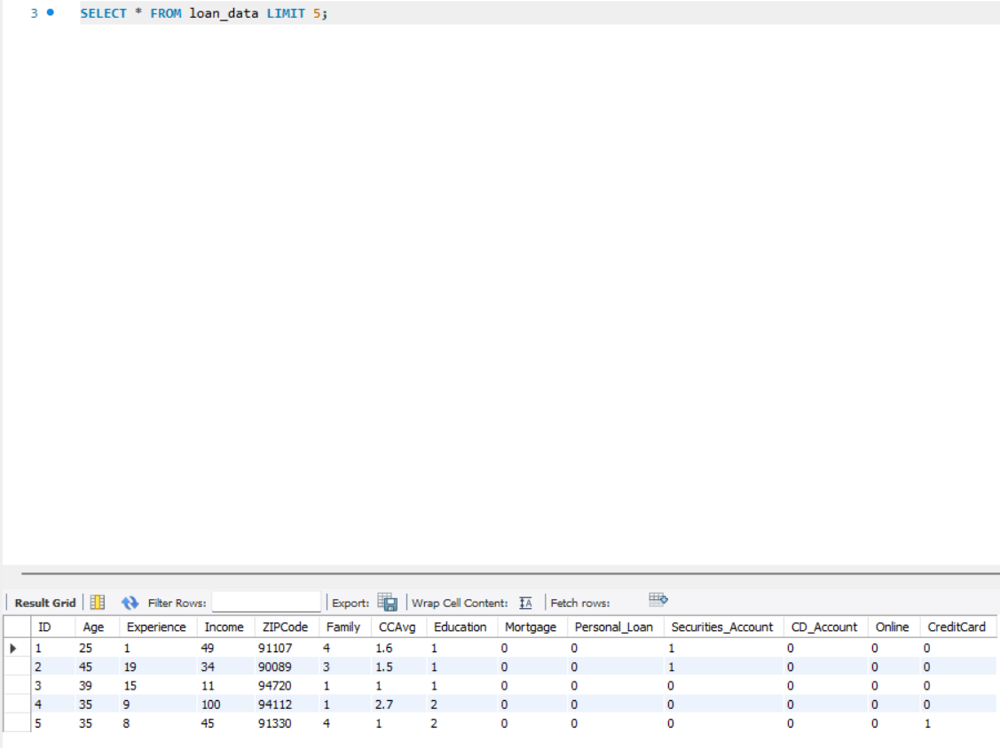 3 SELECT * FROM loan_data LIMIT 5;
Result Grid Filter Rows: Export: Wrap Cell Content: IA Fetch rows:
ID Age Experience Income ZIPCode Family CCAvg Education Mortgage Personal_Loan Securities_Account CD_Account Online CreditCard
1 25 1 49 91107 4 1.6 1 0 0 1 0 0 0
2 45 19 34 90089 3 1.5 1 0 0 1 0 0 0
3 39 15 11 94720 1 1 1 0 0 0 0 0 0
4 35 9 100 94112 1 2.7 2 0 0 0 0 0 0
5 35 8 45 91330 4 1 2 0 0 0 0 0 1